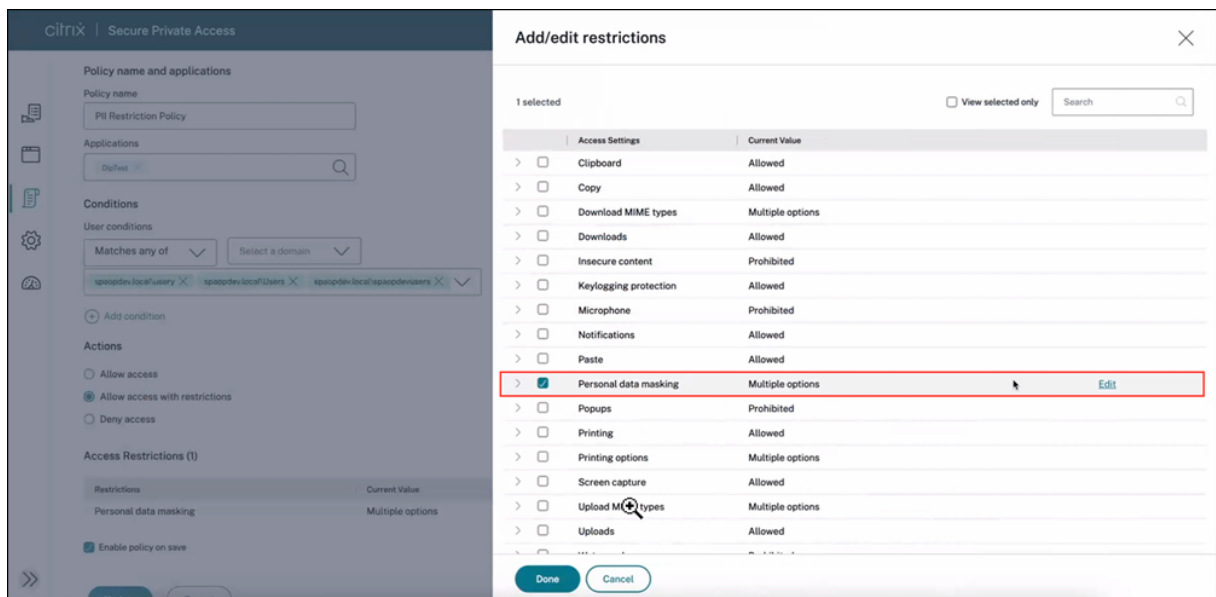 citrix | Secure Private Access
Policy name and applications
Policy name
PII Restriction Policy
Applications
DlpTest
Conditions
User conditions
Matches any of
Select a domain
spaopdev.local\Users
spaopdev.local\spaopdevusers
Add condition
Actions
Allow access
Allow access with restrictions
Deny access
Access Restrictions (1)
Restrictions Current Value
Personal data masking Multiple options
Enable policy on save
Add/edit restrictions
1 selected
View selected only
Search
Access Settings Current Value
Clipboard Allowed
Copy Allowed
Download MIME types Multiple options
Downloads Allowed
Insecure content Prohibited
Keylogging protection Allowed
Microphone Prohibited
Notifications Allowed
Paste Allowed
Personal data masking Multiple options Edit
Popups Prohibited
Printing Allowed
Printing options Multiple options
Screen capture Allowed
Upload MIME types Multiple options
Uploads Allowed
Done
Cancel